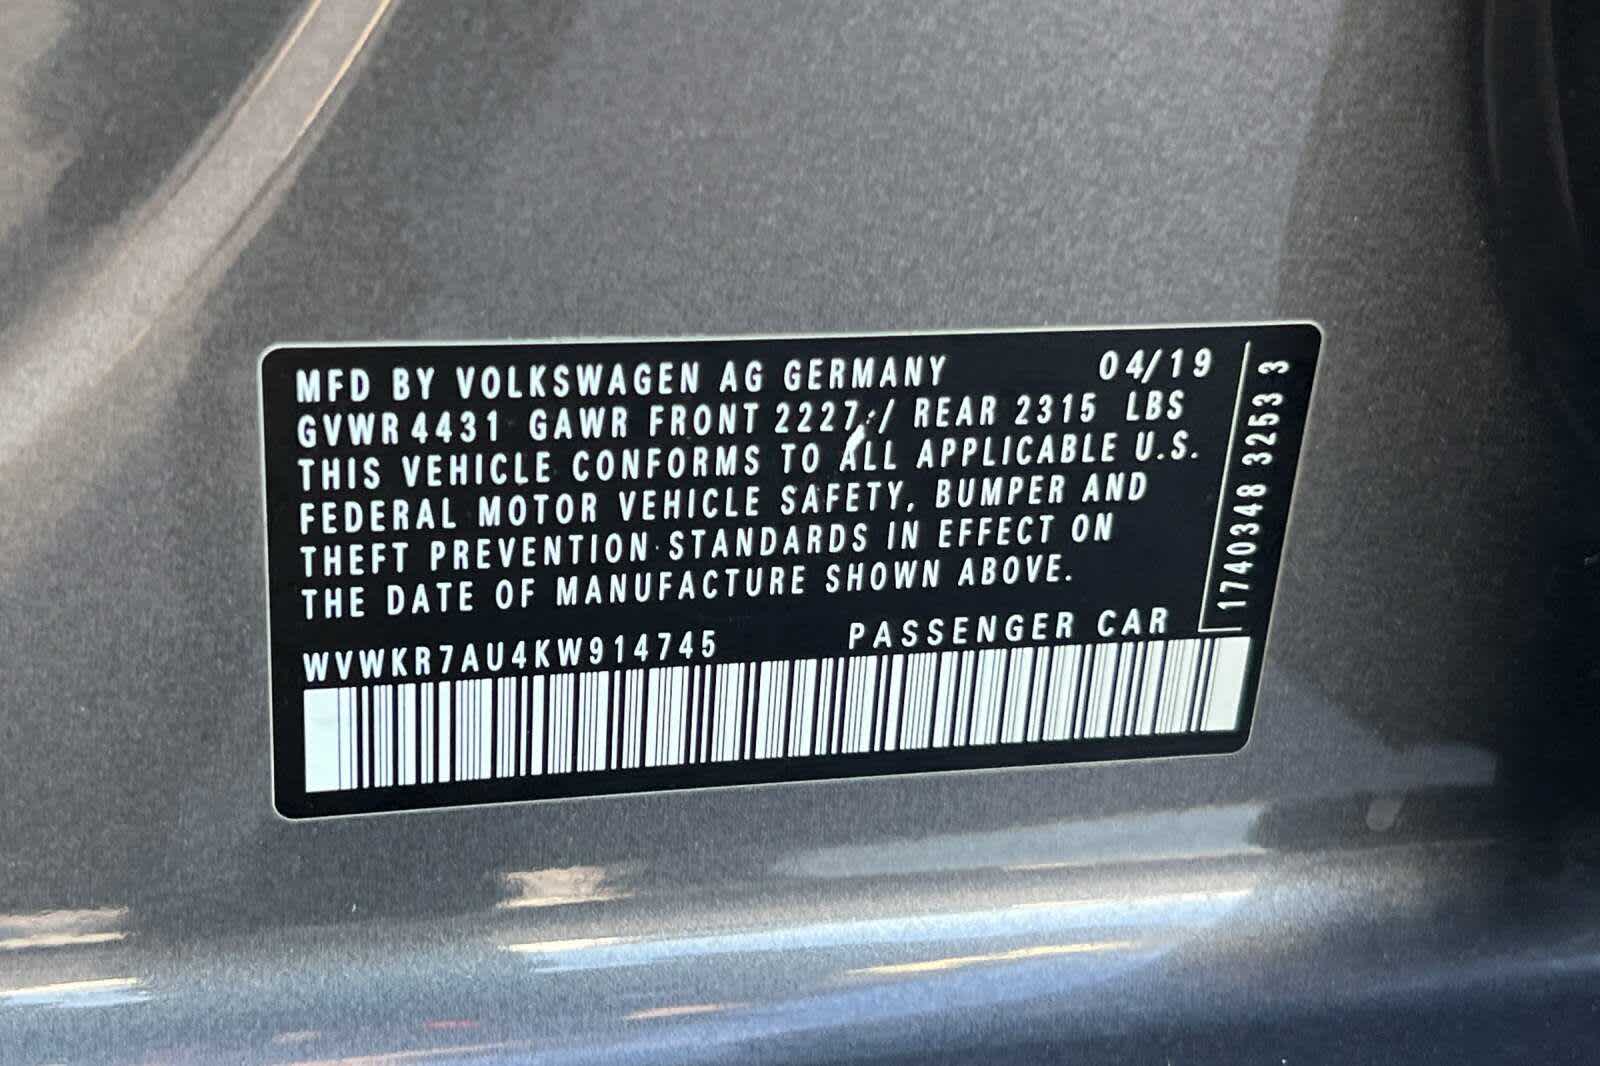 MFD BY VOLKSWAGEN AG GERMANY 04/19
GVWR 4431 GAWR FRONT 2227 / REAR 2315 LBS
THIS VEHICLE CONFORMS TO ALL APPLICABLE U.S.
FEDERAL MOTOR VEHICLE SAFETY, BUMPER AND
THEFT PREVENTION STANDARDS IN EFFECT ON
THE DATE OF MANUFACTURE SHOWN ABOVE.
WVWKR7AU4KW914745 PASSENGER CAR
1740348 3253 3